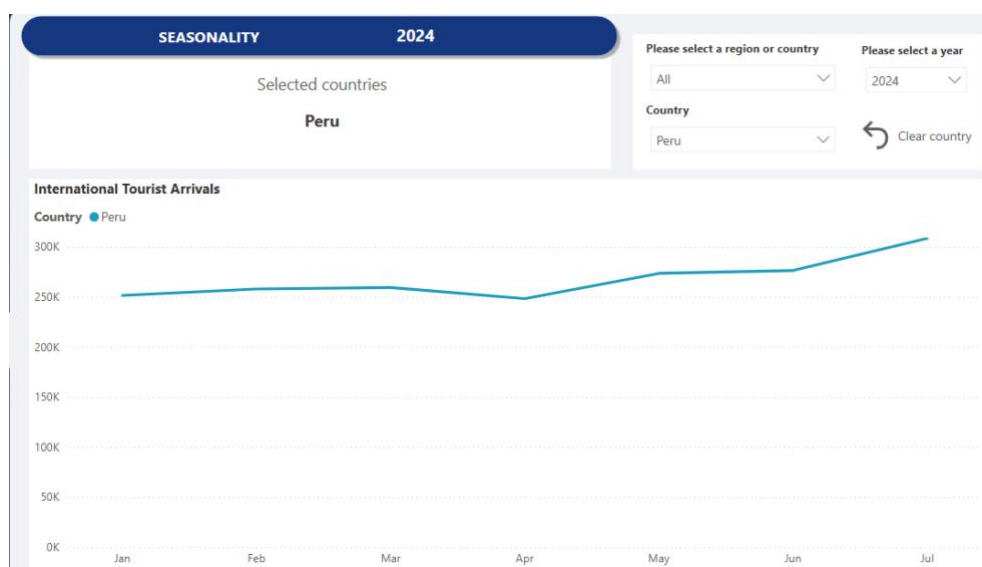 SEASONALITY 2024
Selected countries
Peru
Please select a region or country
All
Please select a year
2024
Country
Peru
Clear country
International Tourist Arrivals
Country Peru
300K
250K
200K
150K
100K
50K
0K
Jan Feb Mar Apr May Jun Jul